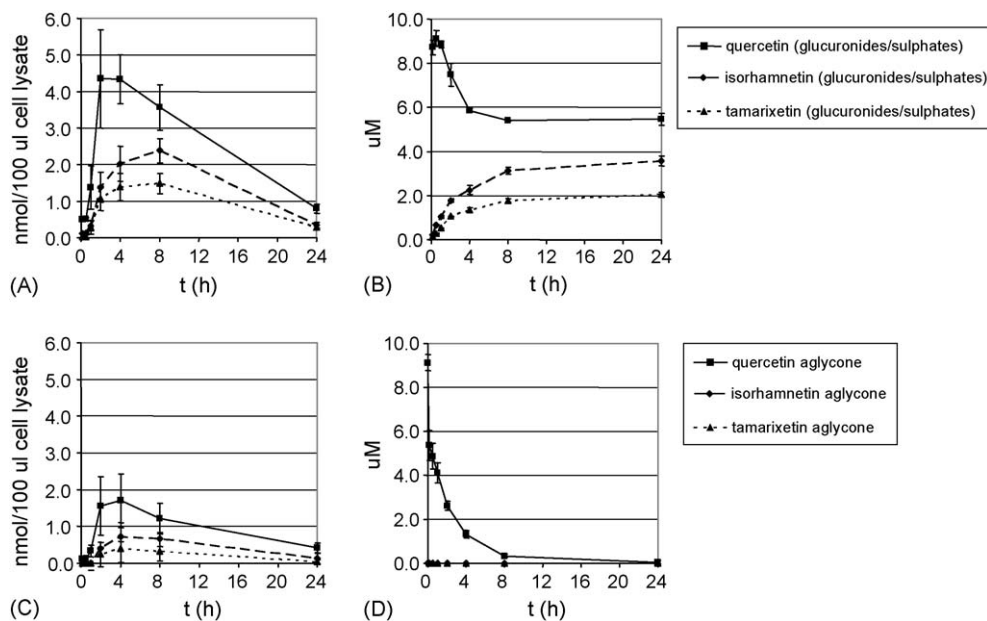 nmol/100 ul cell lysate
6.0
5.0
4.0
3.0
2.0
1.0
0.0
0 4 8 12 16 20 24
(A) t (h)
uM
10.0
8.0
6.0
4.0
2.0
0.0
0 4 8 12 16 20 24
(B) t (h)
quercetin (glucuronides/sulphates)
isorhamnetin (glucuronides/sulphates)
tamarixetin (glucuronides/sulphates)
nmol/100 ul cell lysate
6.0
5.0
4.0
3.0
2.0
1.0
0.0
0 4 8 12 16 20 24
(C) t (h)
uM
10.0
8.0
6.0
4.0
2.0
0.0
0 4 8 12 16 20 24
(D) t (h)
quercetin aglycone
isorhamnetin aglycone
tamarixetin aglycone